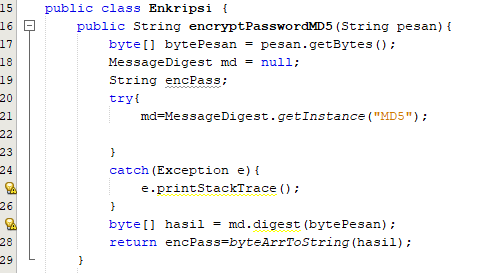 15 public class Enkripsi {
16 public String encryptPasswordMD5(String pesan){
17 byte[] bytePesan = pesan.getBytes();
18 MessageDigest md = null;
19 String encPass;
20 try{
21 md=MessageDigest.getInstance("MD5");
22
23 }
24 catch(Exception e){
e.printStackTrace();
26 }
byte[] hasil = md.digest(bytePesan);
28 return encPass=byteArrToString(hasil);
29 }